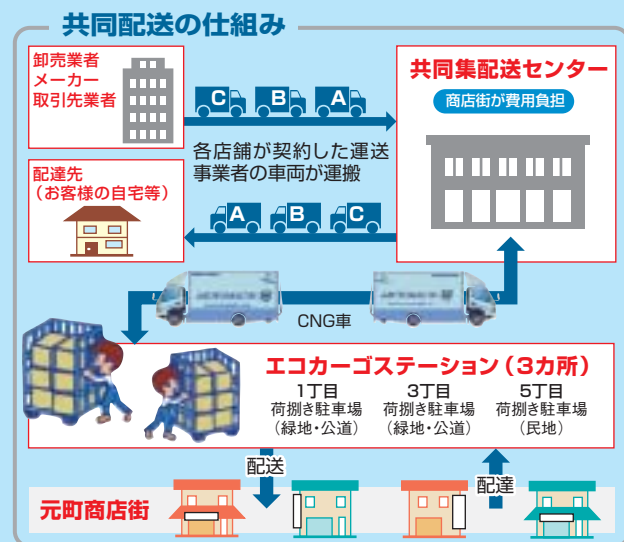 共同配送の仕組み
卸売業者
メーカー
取引先業者
C B A
共同集配送センター
商店街が費用負担
各店舗が契約した運送
事業者の車両が運搬
配達先
(お客様の自宅等)
A B C
CNG車
エコカーゴステーション(3カ所)
1丁目
荷捌き駐車場
(緑地・公道)
3丁目
荷捌き駐車場
(緑地・公道)
5丁目
荷捌き駐車場
(民地)
配送
配達
元町商店街